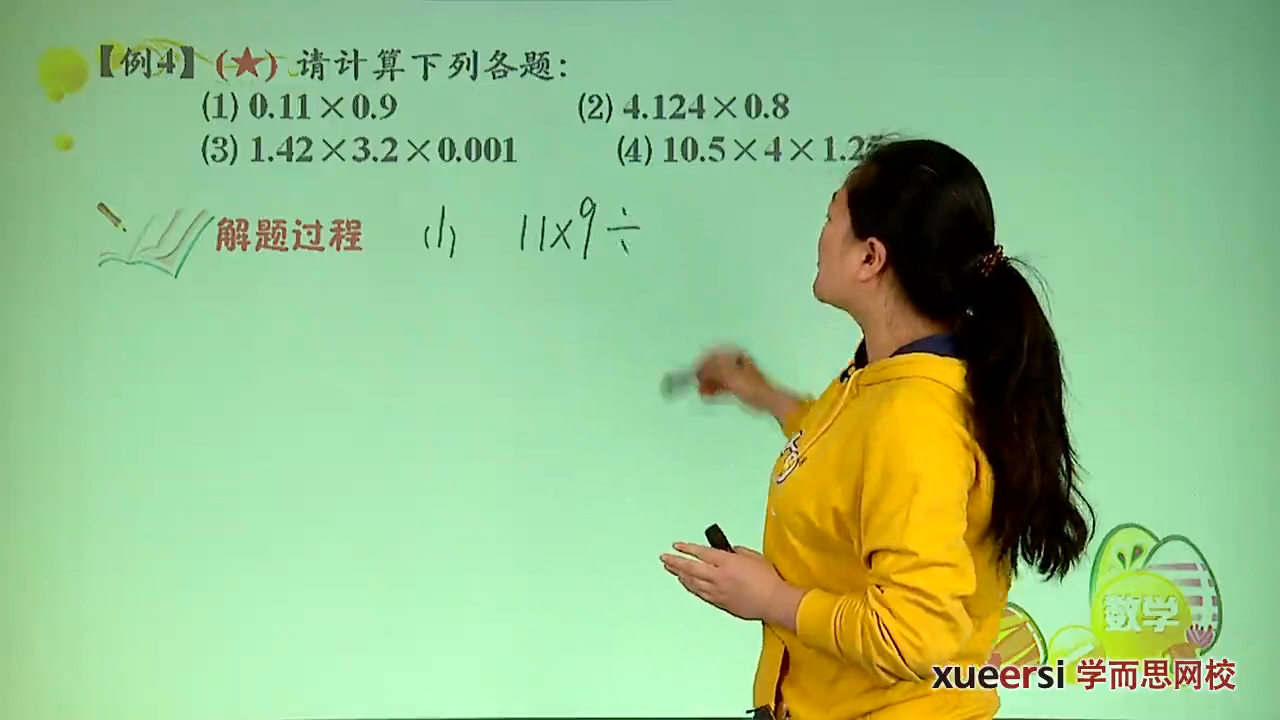 【例4】(★) 请计算下列各题：
(1) 0.11×0.9 (2) 4.124×0.8
(3) 1.42×3.2×0.001 (4) 10.5×4×1.25
解题过程 (1) 11×9÷
数学
xueersi 学而思网校